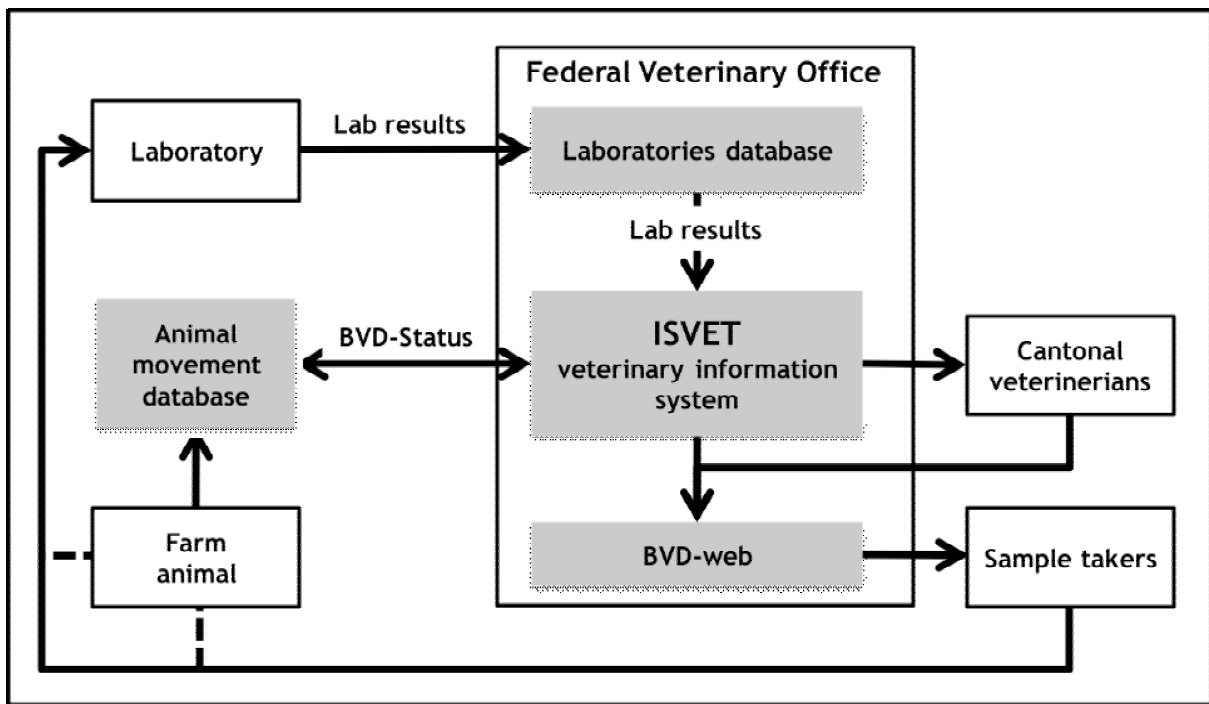 Federal Veterinary Office
Laboratory
Lab results
Laboratories database
Lab results
Animal
movement
database
BVD-Status
ISVET
veterinary information
system
Cantonal
veterinerians
Farm
animal
BVD-web
Sample takers